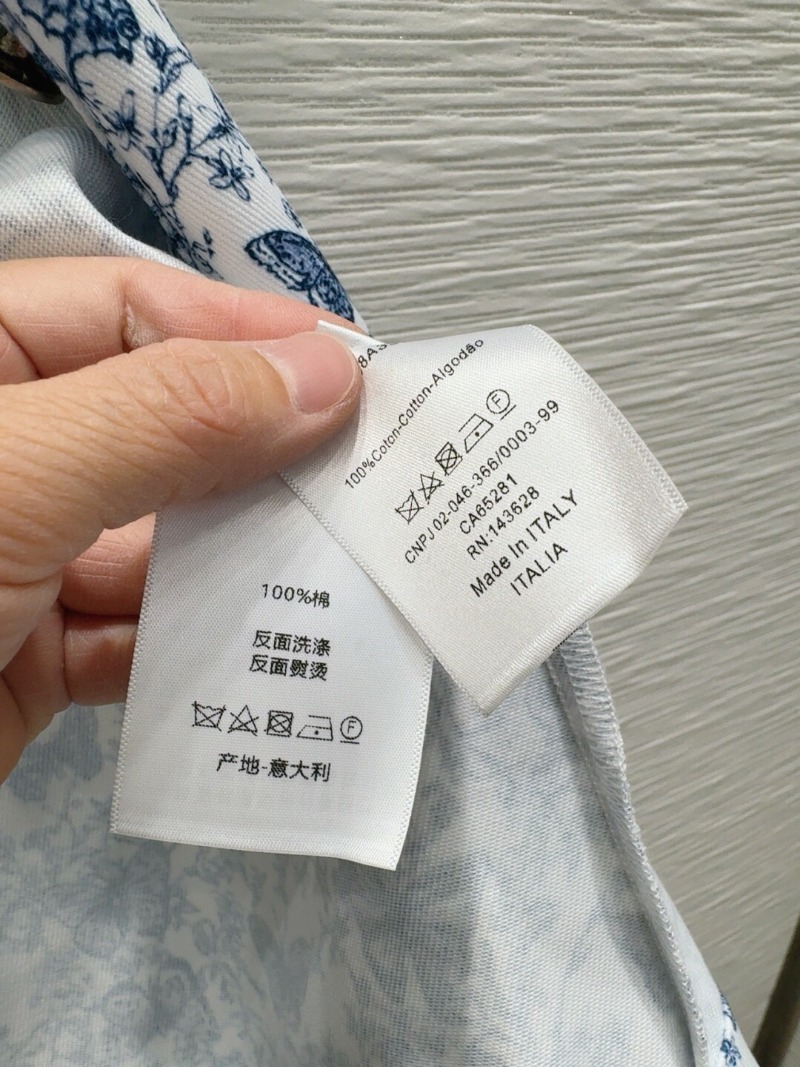 100%Coton-Cotton-Algodão
F
CNPJ 02-046-366/0003-99
CA65281
RN:143628
Made In ITALY
ITALIA
100%棉
反面洗涤
反面熨烫
F
产地-意大利